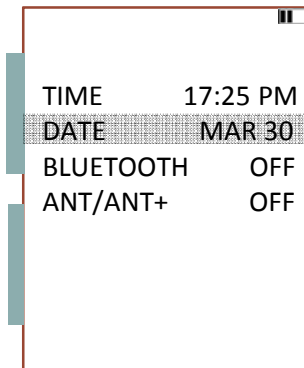 TIME 17:25 PM
DATE MAR 30
BLUETOOTH OFF
ANT/ANT+ OFF